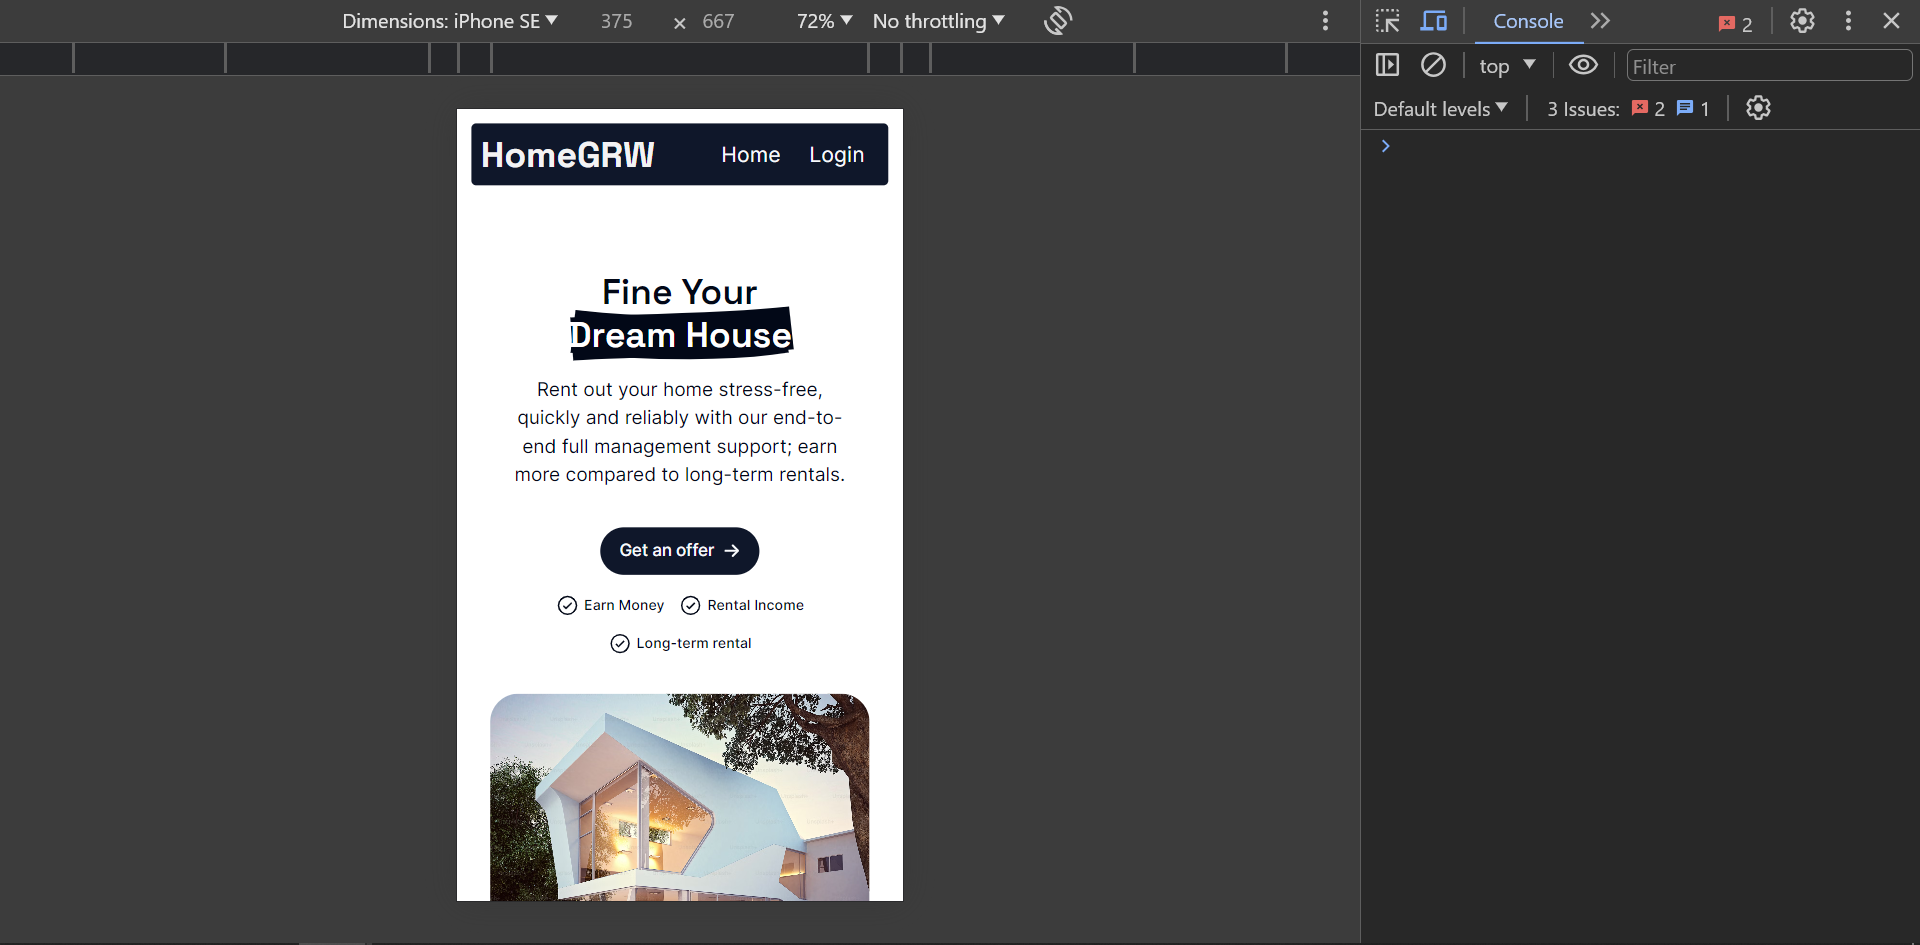 Dimensions: iPhone SE 375 × 667 72% No throttling
Console 2
top Filter
Default levels 3 Issues: 2 1
HomeGRW Home Login
Fine Your
Dream House
Rent out your home stress-free,
quickly and reliably with our end-to-
end full management support; earn
more compared to long-term rentals.
Get an offer →
Earn Money Rental Income
Long-term rental